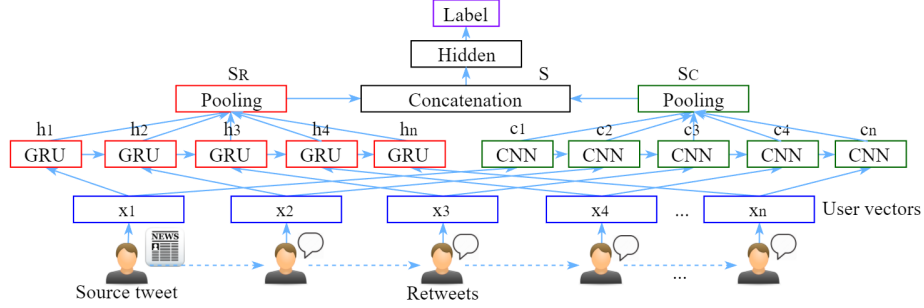 Label
Hidden
SR S SC
Pooling Concatenation Pooling
h1 h2 h3 h4 hn c1 c2 c3 c4 cn
GRU GRU GRU GRU GRU CNN CNN CNN CNN CNN
x1 x2 x3 x4 ... xn User vectors
NEWS
...
Source tweet Retweets